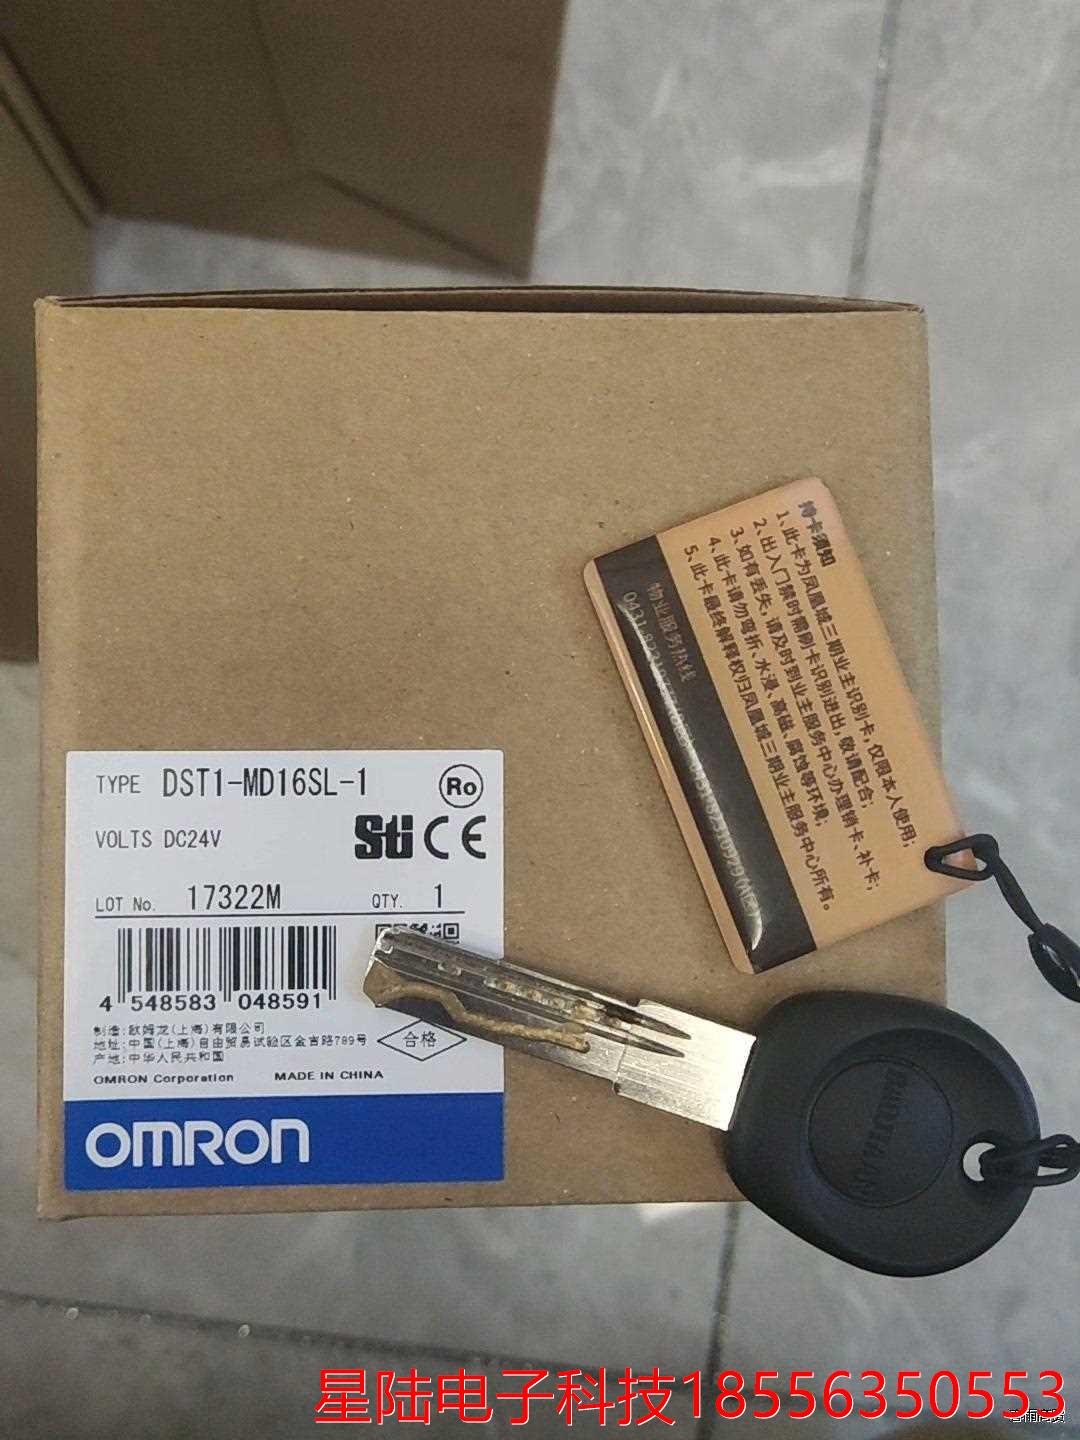 持卡须知
1、此卡为凤凰城三期业主识别卡，仅限本人使用；
2、出入门禁时需刷卡识别进出，敬请配合；
3、如有丢失，请及时到业主服务中心办理销卡、补卡；
4、此卡请勿弯折、水浸、高磁、腐蚀等环境；
5、此卡最终解释权归凤凰城三期业主服务中心所有。
物业服务热线
TYPE DST1-MD16SL-1
Ro
VOLTS DC24V
Sti CE
LOT No. 17322M
QTY. 1
4 548583 048591
制造：欧姆龙(上海)有限公司
地址：中国(上海)自由贸易试验区金吉路789号
产地：中华人民共和国
合格
OMRON Corporation MADE IN CHINA
OMRON
星陆电子科技18556350553